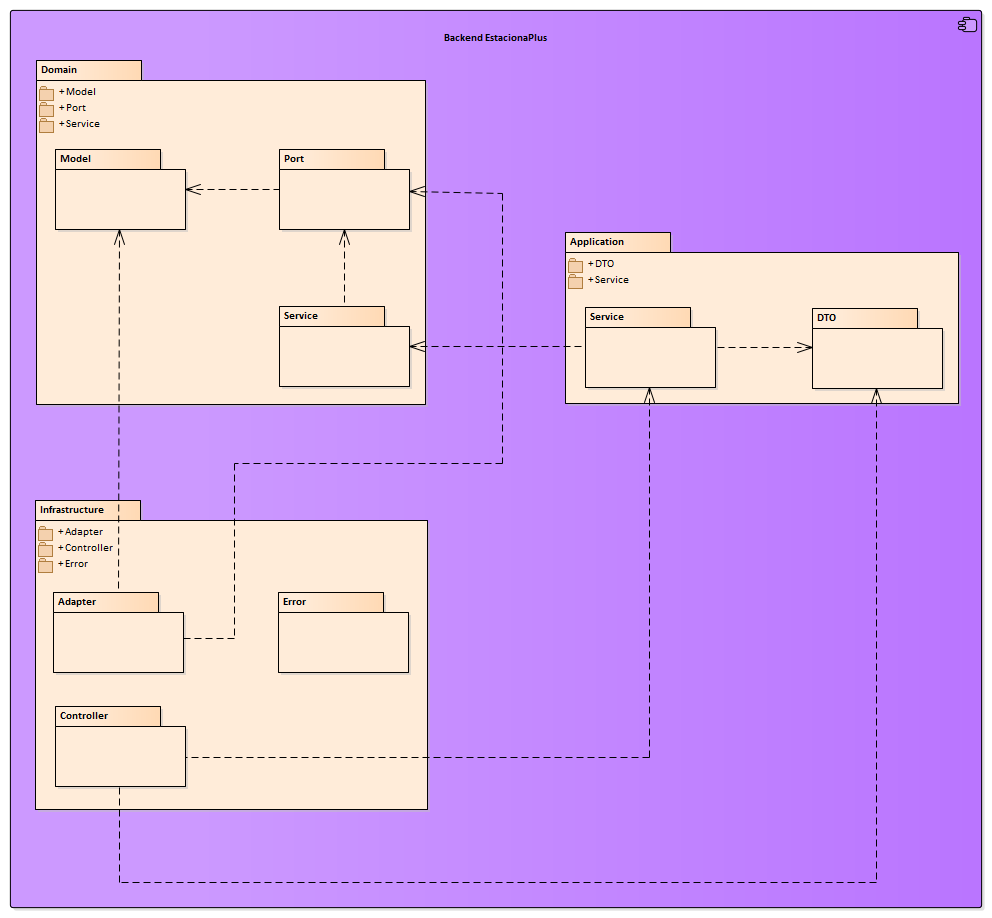 Backend EstacionaPlus
Domain
+Model
+Port
+Service
Model
Port
Service
Application
+DTO
+Service
Service
DTO
Infrastructure
+Adapter
+Controller
+Error
Adapter
Error
Controller